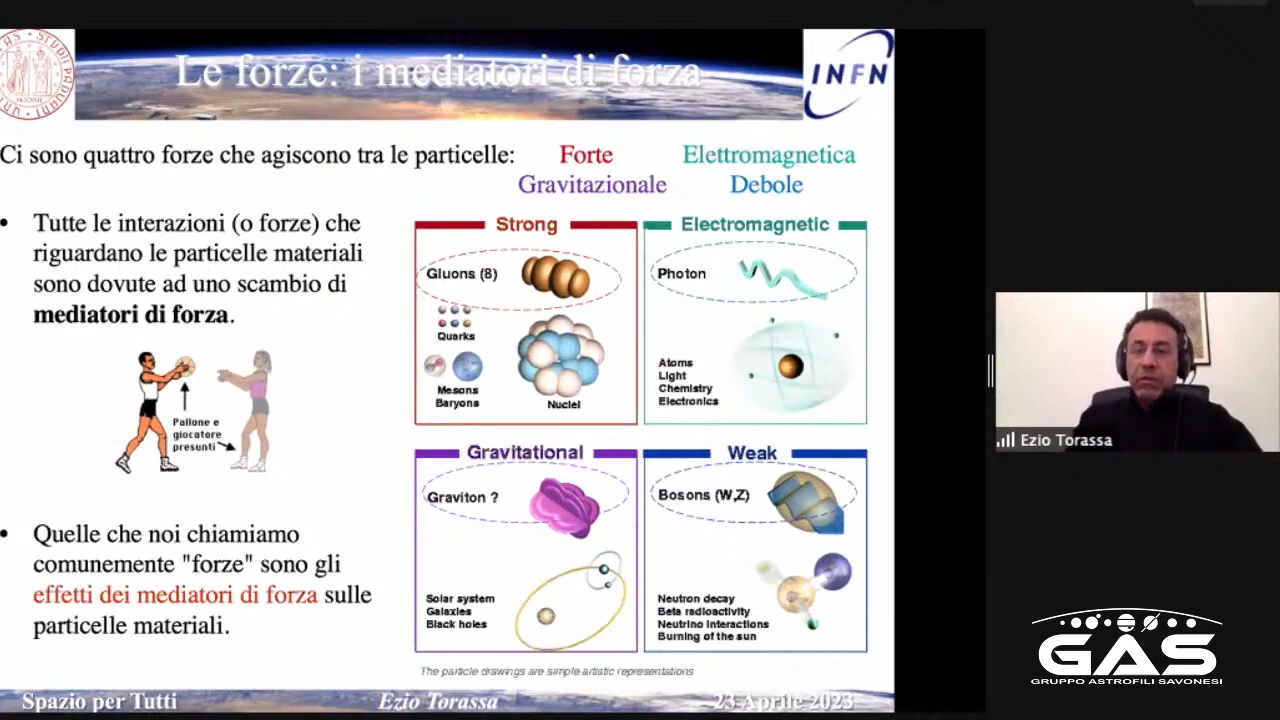 Le forze: i mediatori di forza
INFN
Ci sono quattro forze che agiscono tra le particelle:
Forte
Elettromagnetica
Gravitazionale
Debole
• Tutte le interazioni (o forze) che
riguardano le particelle materiali
sono dovute ad uno scambio di
mediatori di forza.
Pallone e
giocatore
presunti
• Quelle che noi chiamiamo
comunemente "forze" sono gli
effetti dei mediatori di forza sulle
particelle materiali.
Strong
Gluons (8)
Quarks
Mesons
Baryons
Nuclei
Electromagnetic
Photon
Atoms
Light
Chemistry
Electronics
Gravitational
Graviton ?
Solar system
Galaxies
Black holes
Weak
Bosons (W,Z)
Neutron decay
Beta radioactivity
Neutrino interactions
Burning of the sun
The particle drawings are simple artistic representations
Spazio per Tutti
Ezio Torassa
23 Aprile 2023
Ezio Torassa
GAS
GRUPPO ASTROFILI SAVONESI